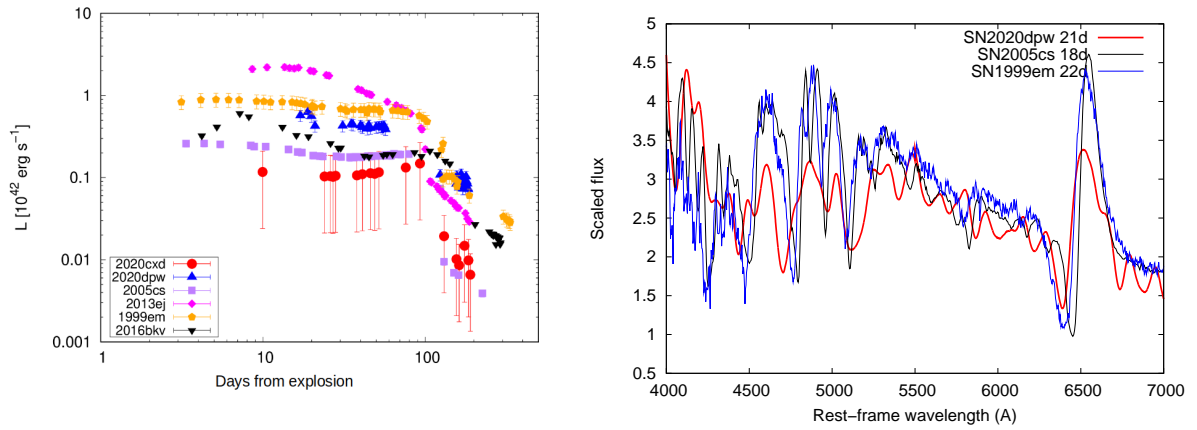 10
1
0.1
0.01
0.001
L [10⁴² erg s⁻¹]
2020cxd
2020dpw
2005cs
2013ej
1999em
2016bkv
1 10 100
Days from explosion
5
4.5
4
3.5
3
2.5
2
1.5
1
0.5
Scaled flux
SN2020dpw 21d
SN2005cs 18d
SN1999em 22d
4000 4500 5000 5500 6000 6500 7000
Rest−frame wavelength (A)